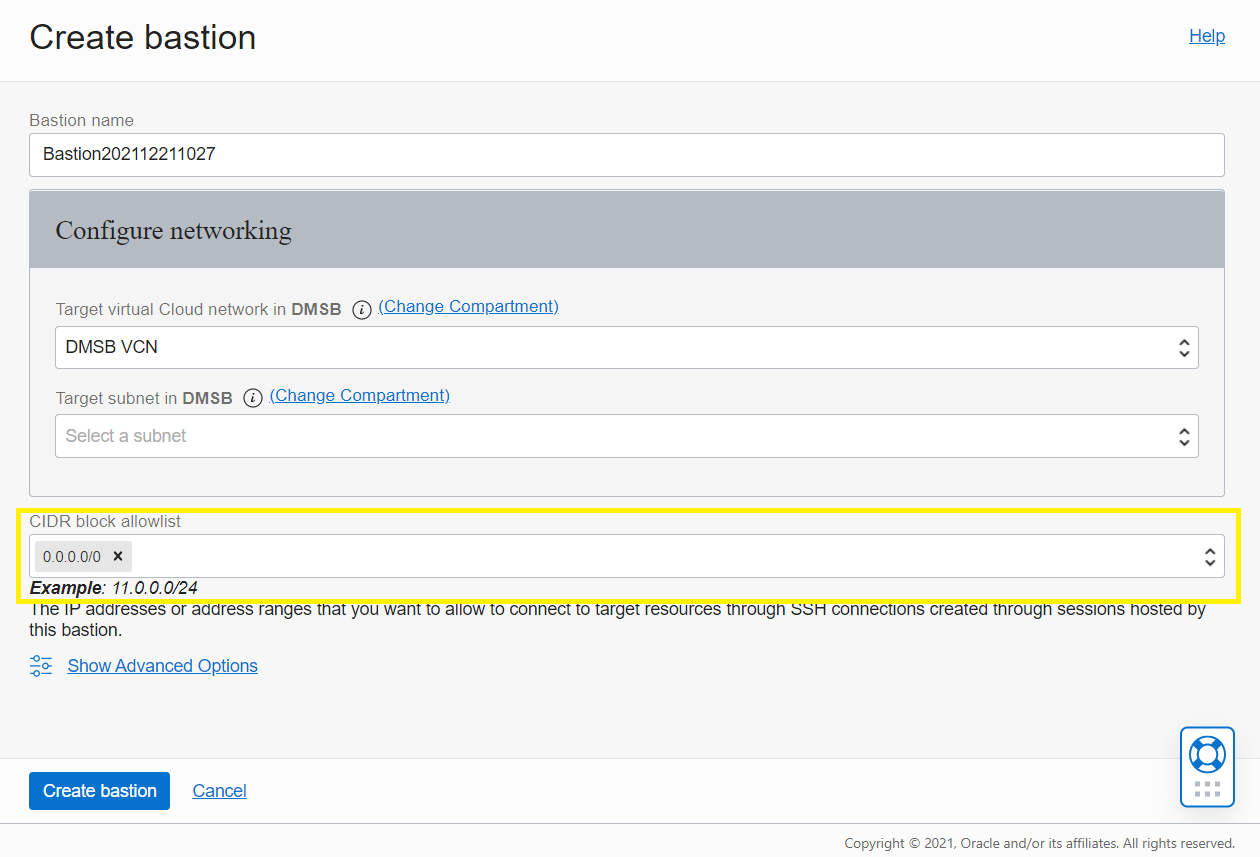 Create bastion
Help
Bastion name
Bastion202112211027
Configure networking
Target virtual Cloud network in DMSB i (Change Compartment)
DMSB VCN
Target subnet in DMSB i (Change Compartment)
Select a subnet
CIDR block allowlist
0.0.0.0/0 ×
Example: 11.0.0.0/24
The IP addresses or address ranges that you want to allow to connect to target resources through SSH connections created through sessions hosted by
this bastion.
Show Advanced Options
Create bastion Cancel
Copyright © 2021, Oracle and/or its affiliates. All rights reserved.